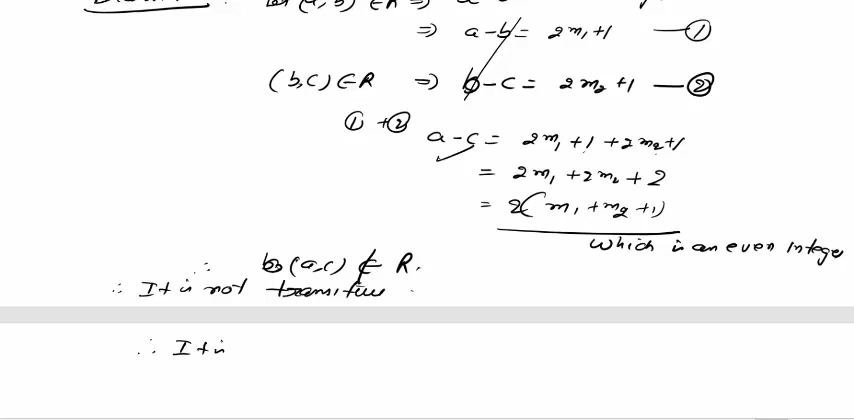 (a, b) ∈ R ⇒ a
⇒ a - b = 2m₁ + 1 — ①
(b, c) ∈ R ⇒ b - c = 2m₂ + 1 — ②
① + ②
a - c = 2m₁ + 1 + 2m₂ + 1
= 2m₁ + 2m₂ + 2
= 2(m₁ + m₂ + 1)
which is an even intege
∴ (a, c) ∉ R.
∴ It is not transitive.
∴ It is